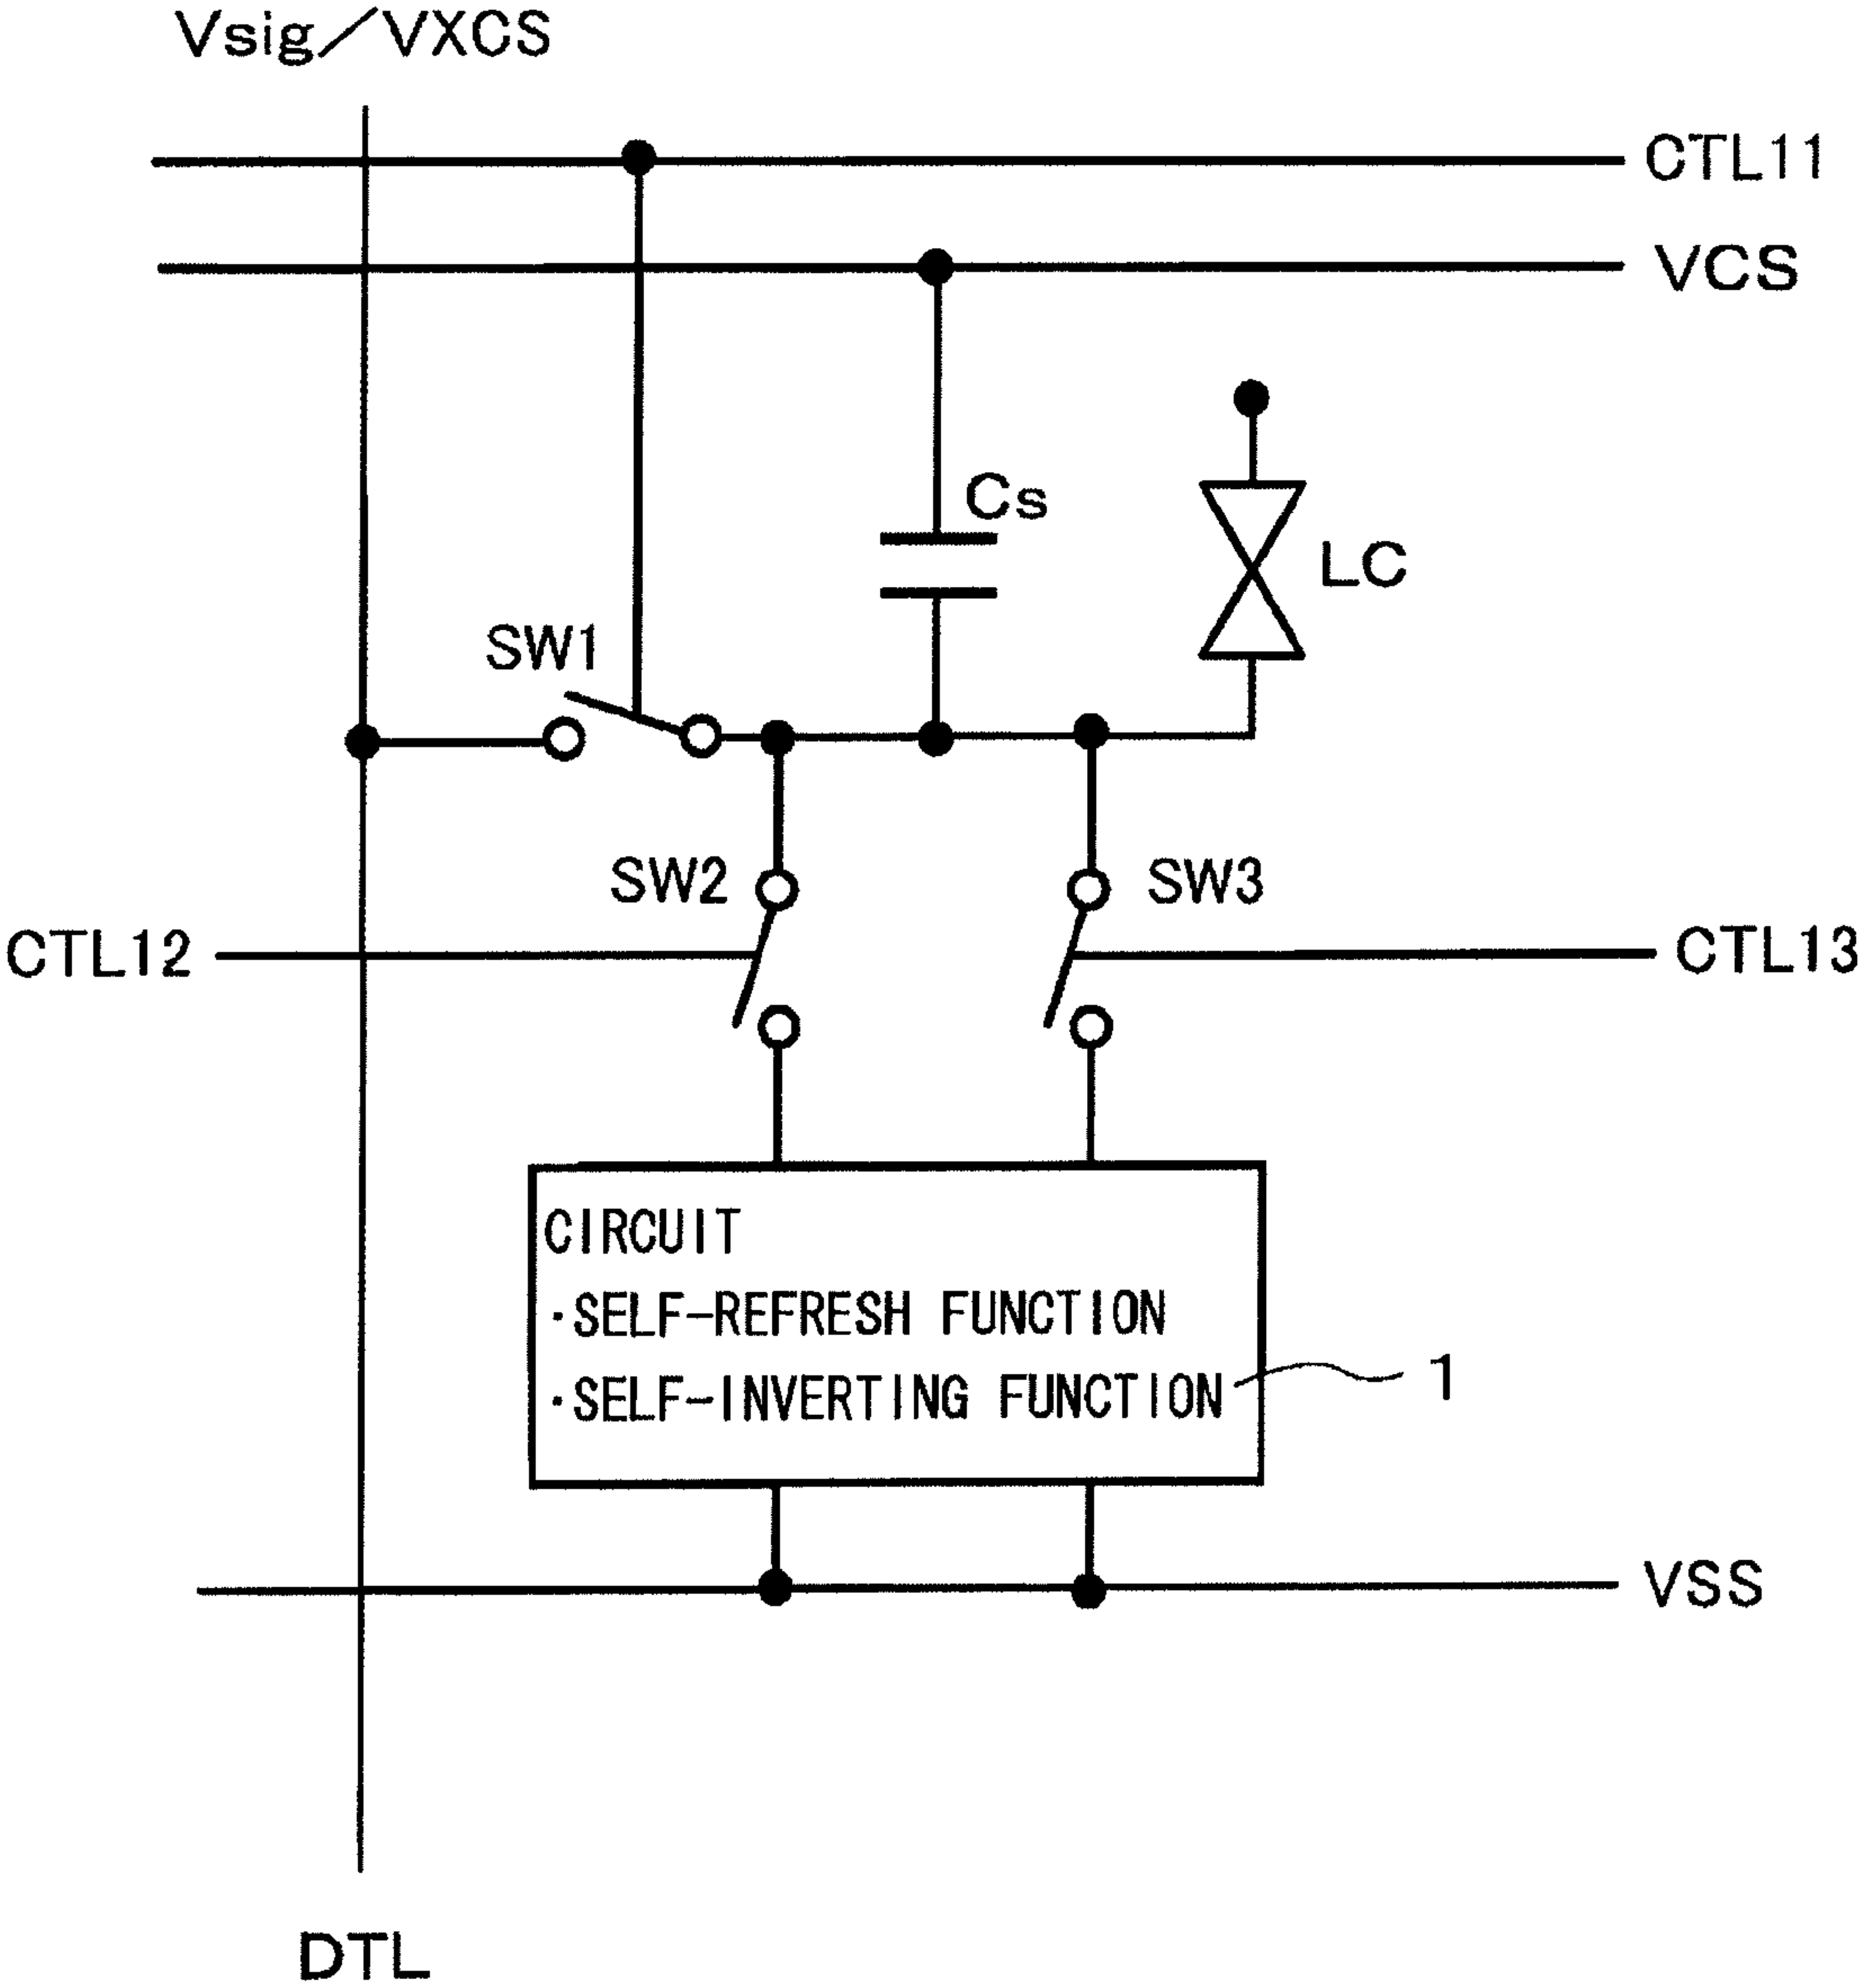 Vsig/VXCS
CTL11
VCS
Cs
LC
SW1
SW2
SW3
CTL12
CTL13
CIRCUIT
·SELF-REFRESH FUNCTION
·SELF-INVERTING FUNCTION
1
VSS
DTL